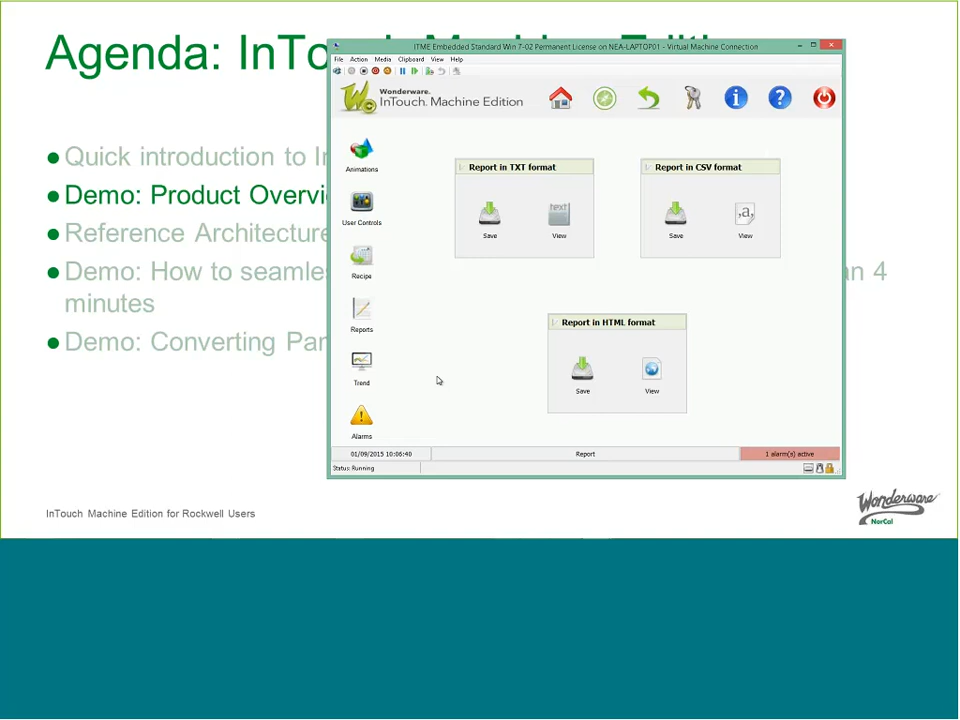 Agenda: InTouch Machine Edition
ITME Embedded Standard Win 7-02 Permanent License on NEA-LAPTOP01 - Virtual Machine Connection
File Action Media Clipboard View Help
Wonderware.
InTouch. Machine Edition
Quick introduction to In
Demo: Product Overvi
Reference Architecture
Demo: How to seamles
an 4
minutes
Demo: Converting Par
Animations
User Controls
Recipe
Reports
Trend
Alarms
Report in TXT format
Save
View
Report in CSV format
,a,
Save
View
Report in HTML format
Save
View
01/09/2015 10:06:40
Report
1 alarm(s) active
Status: Running
InTouch Machine Edition for Rockwell Users
Wonderware
NorCal